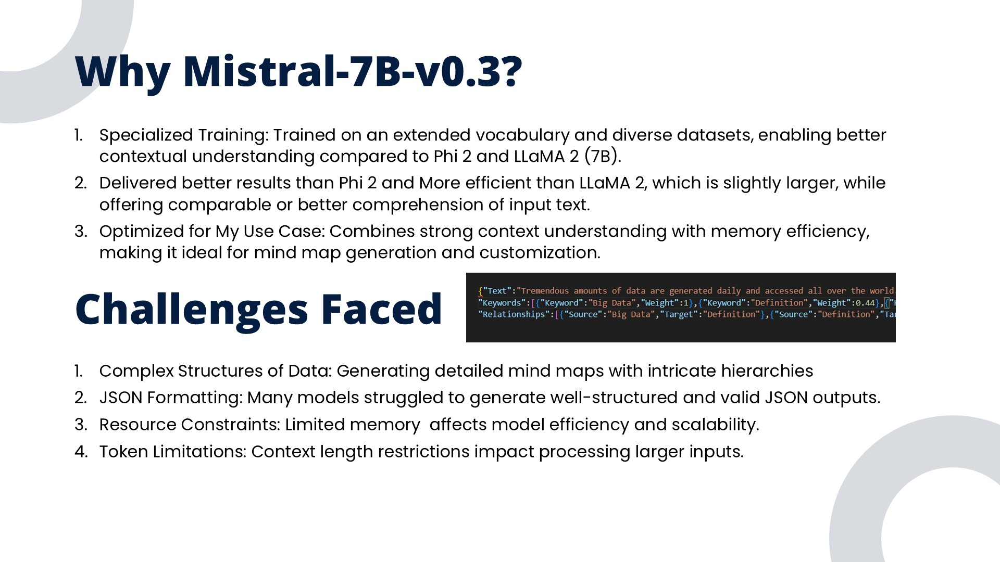 Why Mistral-7B-v0.3?
1. Specialized Training: Trained on an extended vocabulary and diverse datasets, enabling better
contextual understanding compared to Phi 2 and LLaMA 2 (7B).
2. Delivered better results than Phi 2 and More efficient than LLaMA 2, which is slightly larger, while
offering comparable or better comprehension of input text.
3. Optimized for My Use Case: Combines strong context understanding with memory efficiency,
making it ideal for mind map generation and customization.
Challenges Faced
{"Text":"Tremendous amounts of data are generated daily and accessed all over the world.
"Keywords":[{"Keyword":"Big Data","Weight":1},{"Keyword":"Definition","Weight":0.44},{"
"Relationships":[{"Source":"Big Data","Target":"Definition"},{"Source":"Definition","Ta
1. Complex Structures of Data: Generating detailed mind maps with intricate hierarchies
2. JSON Formatting: Many models struggled to generate well-structured and valid JSON outputs.
3. Resource Constraints: Limited memory  affects model efficiency and scalability.
4. Token Limitations: Context length restrictions impact processing larger inputs.